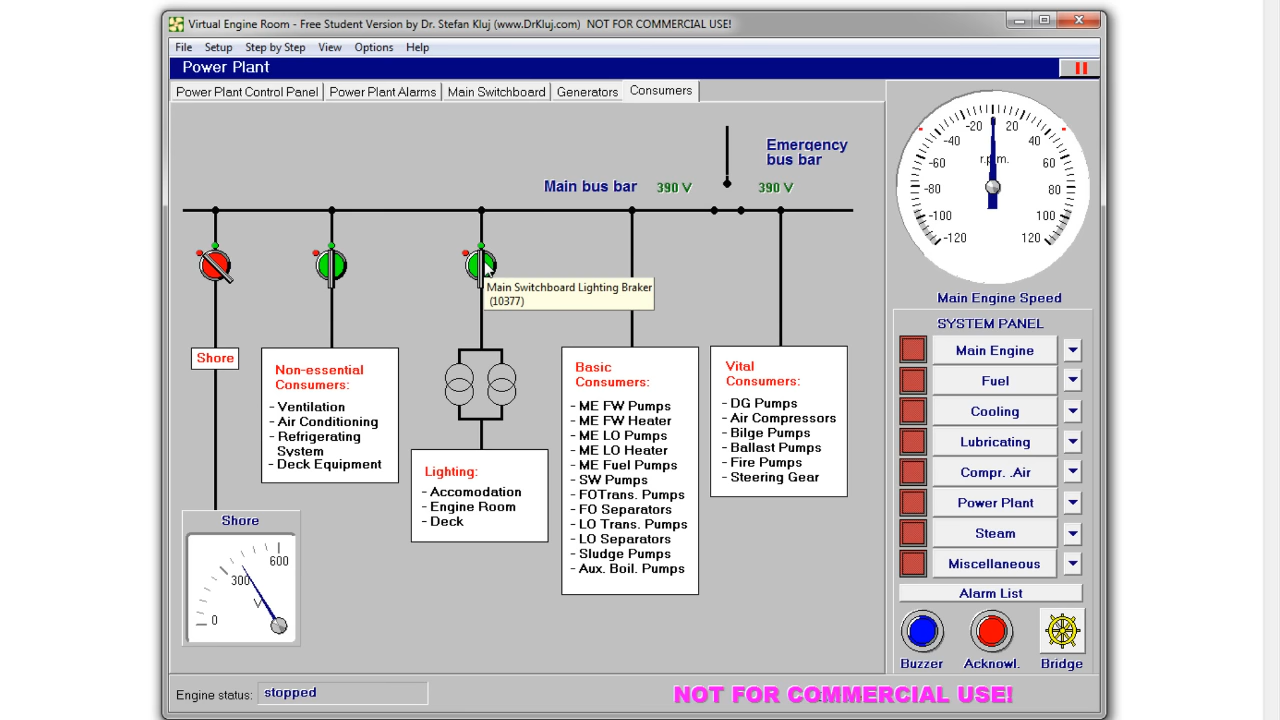 Virtual Engine Room - Free Student Version by Dr. Stefan Kluj (www.DrKluj.com)   NOT FOR COMMERCIAL USE!
File Setup Step by Step View Options Help
Power Plant
Power Plant Control Panel Power Plant Alarms Main Switchboard Generators Consumers
Emergency
bus bar
Main bus bar 390 V 390 V
Main Switchboard Lighting Braker
(10377)
Shore
Non-essential
Consumers:
- Ventilation
- Air Conditioning
- Refrigerating
System
- Deck Equipment
Lighting:
- Accomodation
- Engine Room
- Deck
Basic
Consumers:
- ME FW Pumps
- ME FW Heater
- ME LO Pumps
- ME LO Heater
- ME Fuel Pumps
- SW Pumps
- FOTrans. Pumps
- FO Separators
- LO Trans. Pumps
- LO Separators
- Sludge Pumps
- Aux. Boil. Pumps
Vital
Consumers:
- DG Pumps
- Air Compressors
- Bilge Pumps
- Ballast Pumps
- Fire Pumps
- Steering Gear
Shore
0 300 600
V
-20 20
-40 40
-60 r.p.m. 60
-80 80
-100 100
-120 120
Main Engine Speed
SYSTEM PANEL
Main Engine
Fuel
Cooling
Lubricating
Compr. .Air
Power Plant
Steam
Miscellaneous
Alarm List
Buzzer Acknowl. Bridge
Engine status: stopped
NOT FOR COMMERCIAL USE!